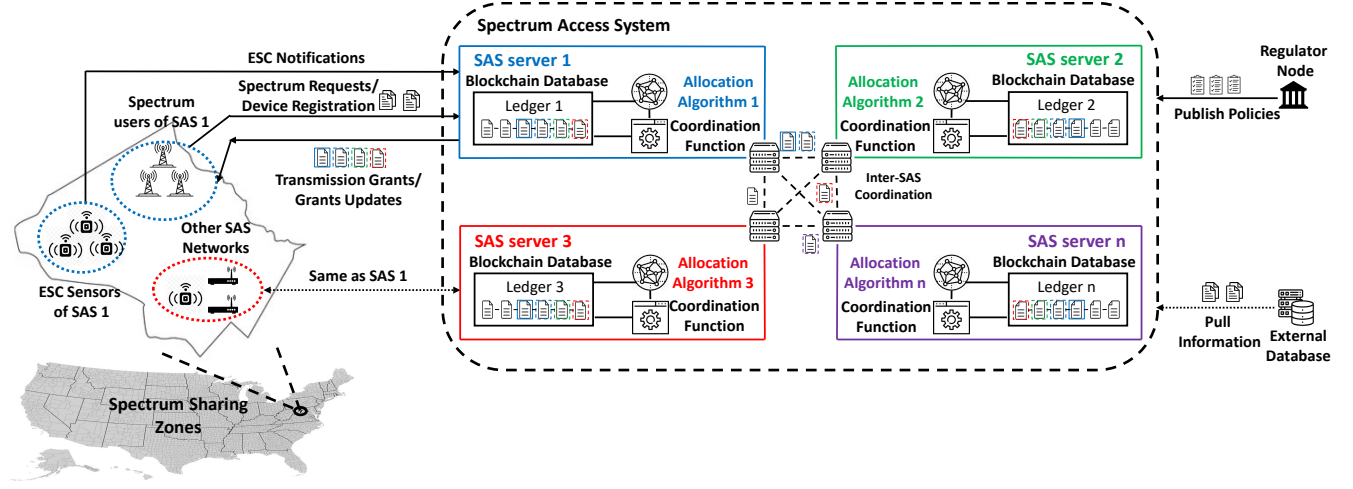 Spectrum Access System
ESC Notifications
Spectrum Requests/
Device Registration
Spectrum
users of SAS 1
Transmission Grants/
Grants Updates
Other SAS
Networks
ESC Sensors
of SAS 1
Same as SAS 1
Spectrum Sharing
Zones
SAS server 1
Blockchain Database
Ledger 1
Allocation
Algorithm 1
Coordination
Function
SAS server 2
Allocation
Algorithm 2
Blockchain Database
Ledger 2
Coordination
Function
Inter-SAS
Coordination
SAS server 3
Blockchain Database
Ledger 3
Allocation
Algorithm 3
Coordination
Function
SAS server n
Allocation
Algorithm n
Blockchain Database
Ledger n
Coordination
Function
Regulator
Node
Publish Policies
Pull
Information
External
Database